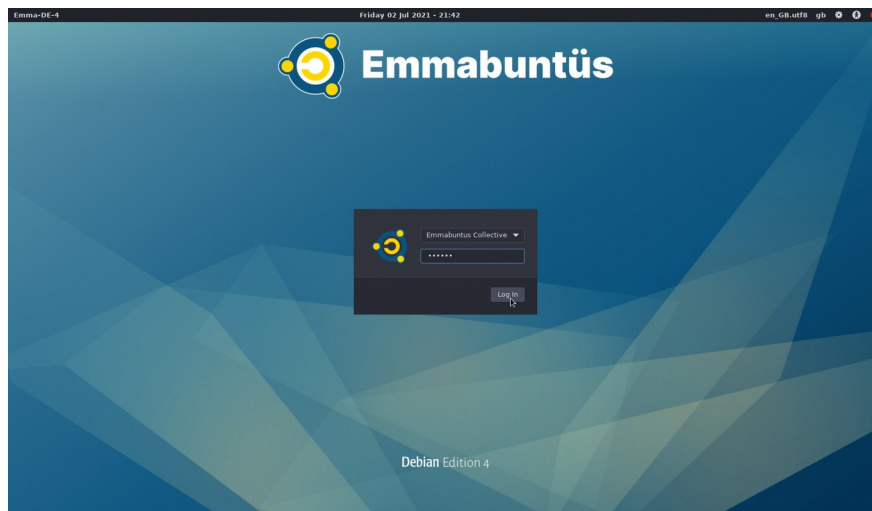 Emma-DE-4 Friday 02 Jul 2021 - 21:42 en_GB.utf8 gb
Emmabuntüs
Emmabuntus Collective
••••••
Log In
Debian Edition 4